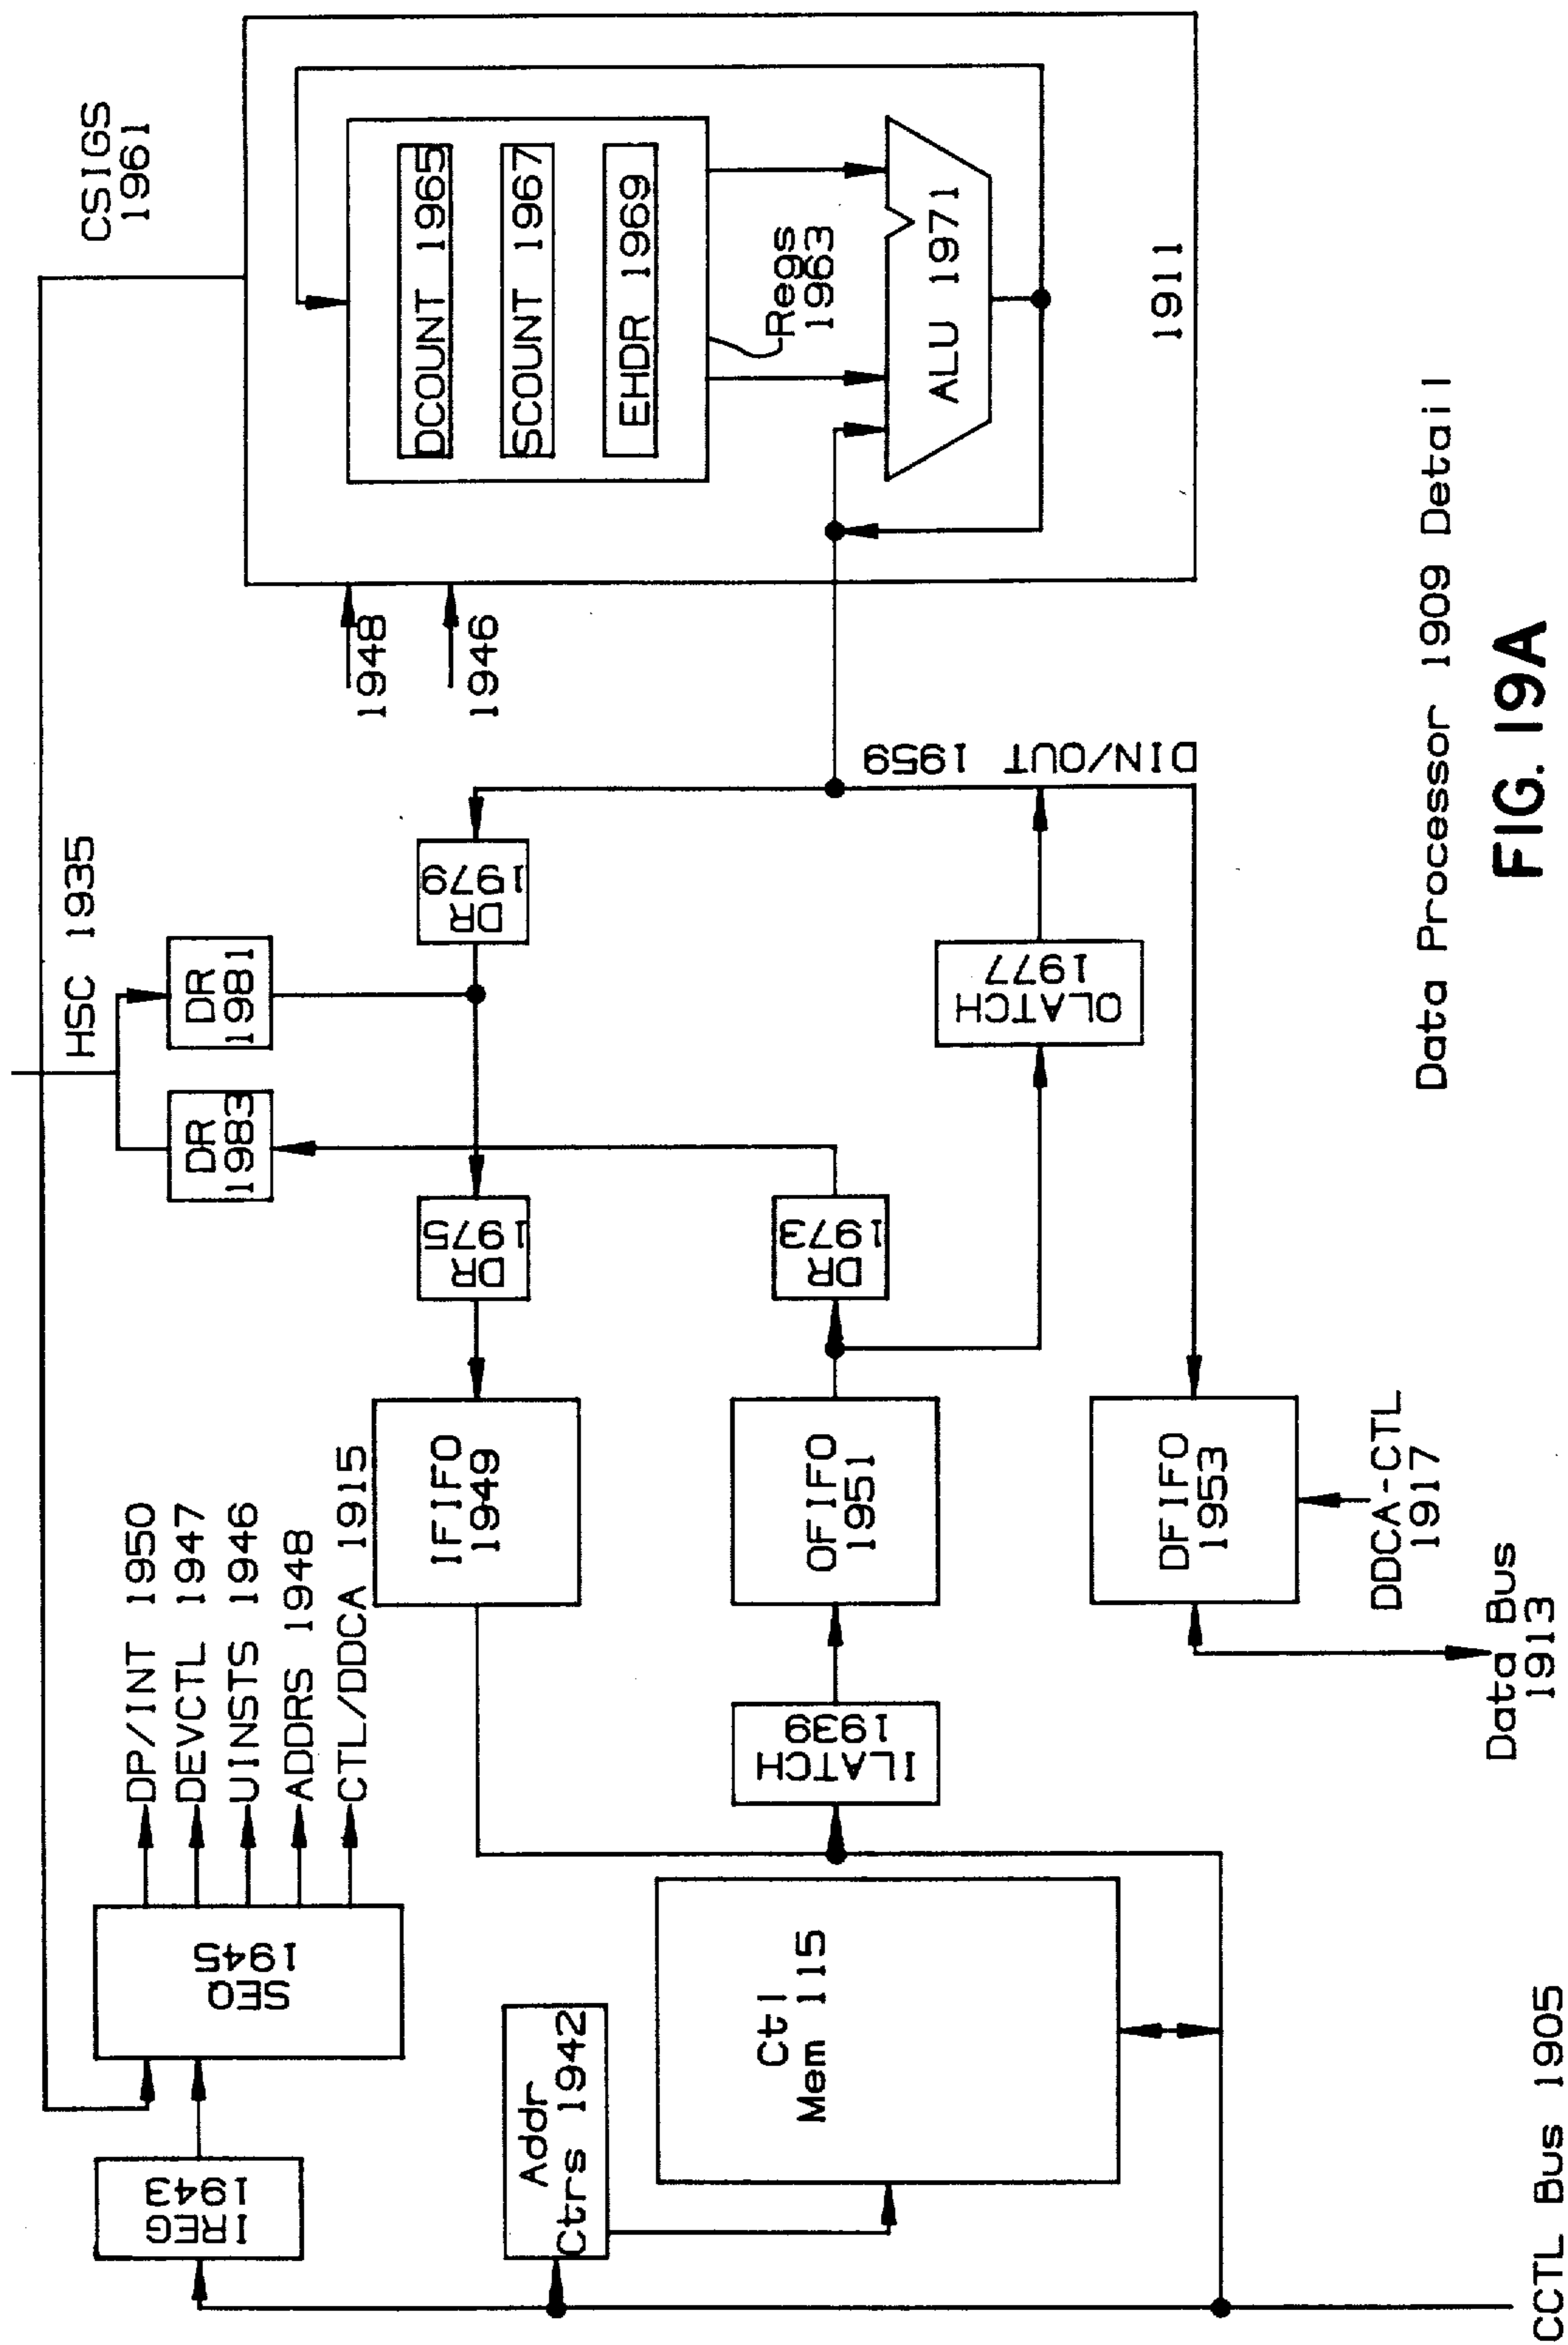 CSIGS
1961
HSC 1935
DCOUNT 1965
SCOUNT 1967
EHDR 1969
Regs
1963
ALU 1971
1911
1948
1946
DR
1981
DR
1983
DR
1979
DR
1975
DR
1973
OLATCH
1977
DIN/OUT 1959
DP/INT 1950
DEVCTL 1947
UINSTS 1946
ADDRS 1948
CTL/DDCA 1915
IFIFO
1949
OFIFO
1951
DFIFO
1953
DDCA-CTL
1917
Data Bus
1913
ILATCH
1939
SEQ
1945
IREG
1943
Addr
Ctrs 1942
Ctl
Mem 115
CCTL Bus 1905
Data Processor 1909 Detail
FIG. 19A